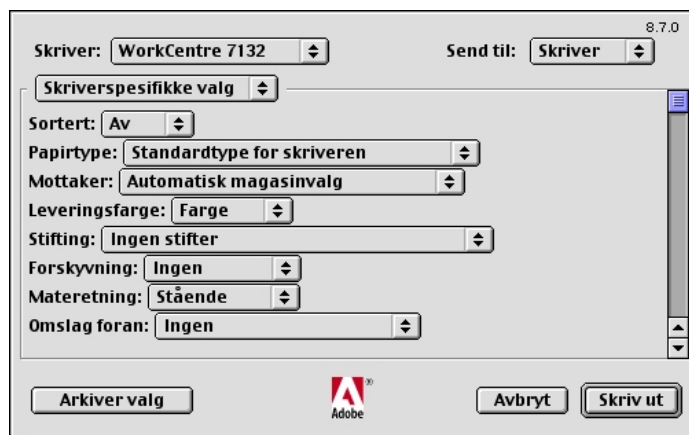 8.7.0
Skriver: WorkCentre 7132 Send til: Skriver
Skriverspesifikke valg
Sortert: Av
Papirtype: Standardtype for skriveren
Mottaker: Automatisk magasinvalg
Leveringsfarge: Farge
Stifting: Ingen stifter
Forskyvning: Ingen
Materetning: Stående
Omslag foran: Ingen
Arkiver valg Adobe® Avbryt Skriv ut